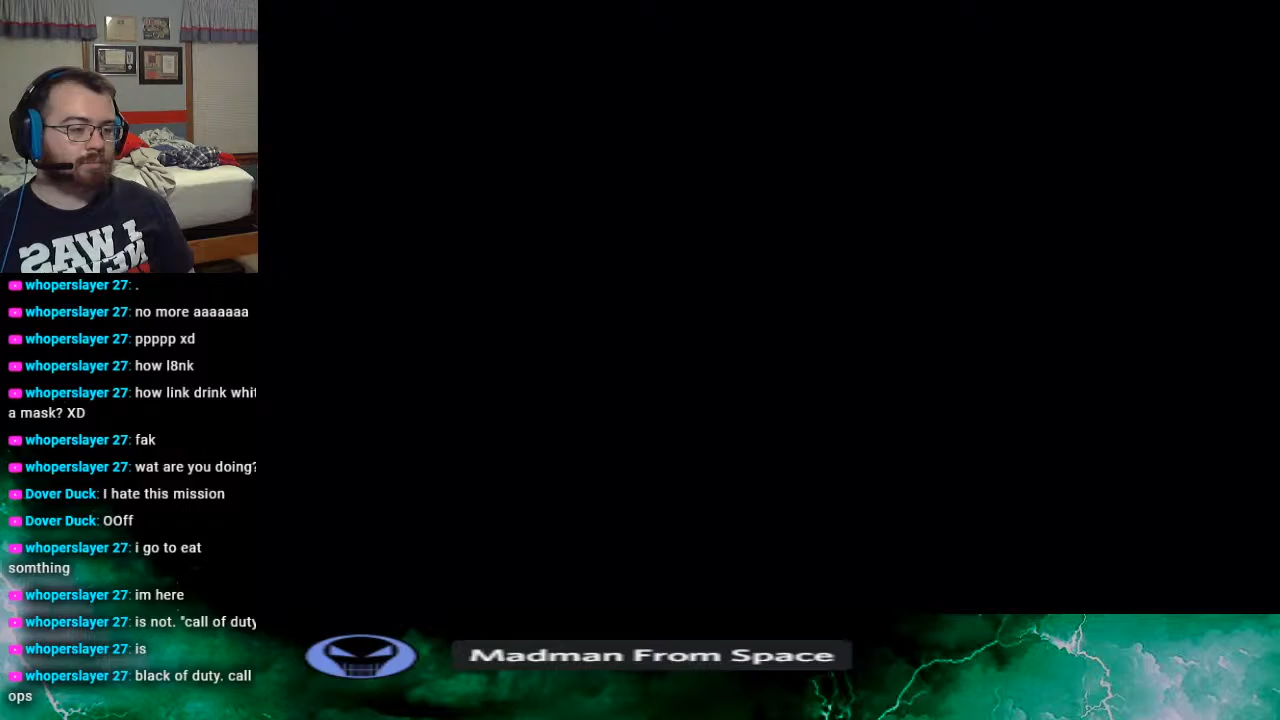 I WAS
NEV
whoperslayer 27: .
whoperslayer 27: no more aaaaaaa
whoperslayer 27: ppppp xd
whoperslayer 27: how l8nk
whoperslayer 27: how link drink whit
a mask? XD
whoperslayer 27: fak
whoperslayer 27: wat are you doing?
Dover Duck: I hate this mission
Dover Duck: OOff
whoperslayer 27: i go to eat
somthing
whoperslayer 27: im here
whoperslayer 27: is not. "call of duty
whoperslayer 27: is
whoperslayer 27: black of duty. call
ops
Madman From Space